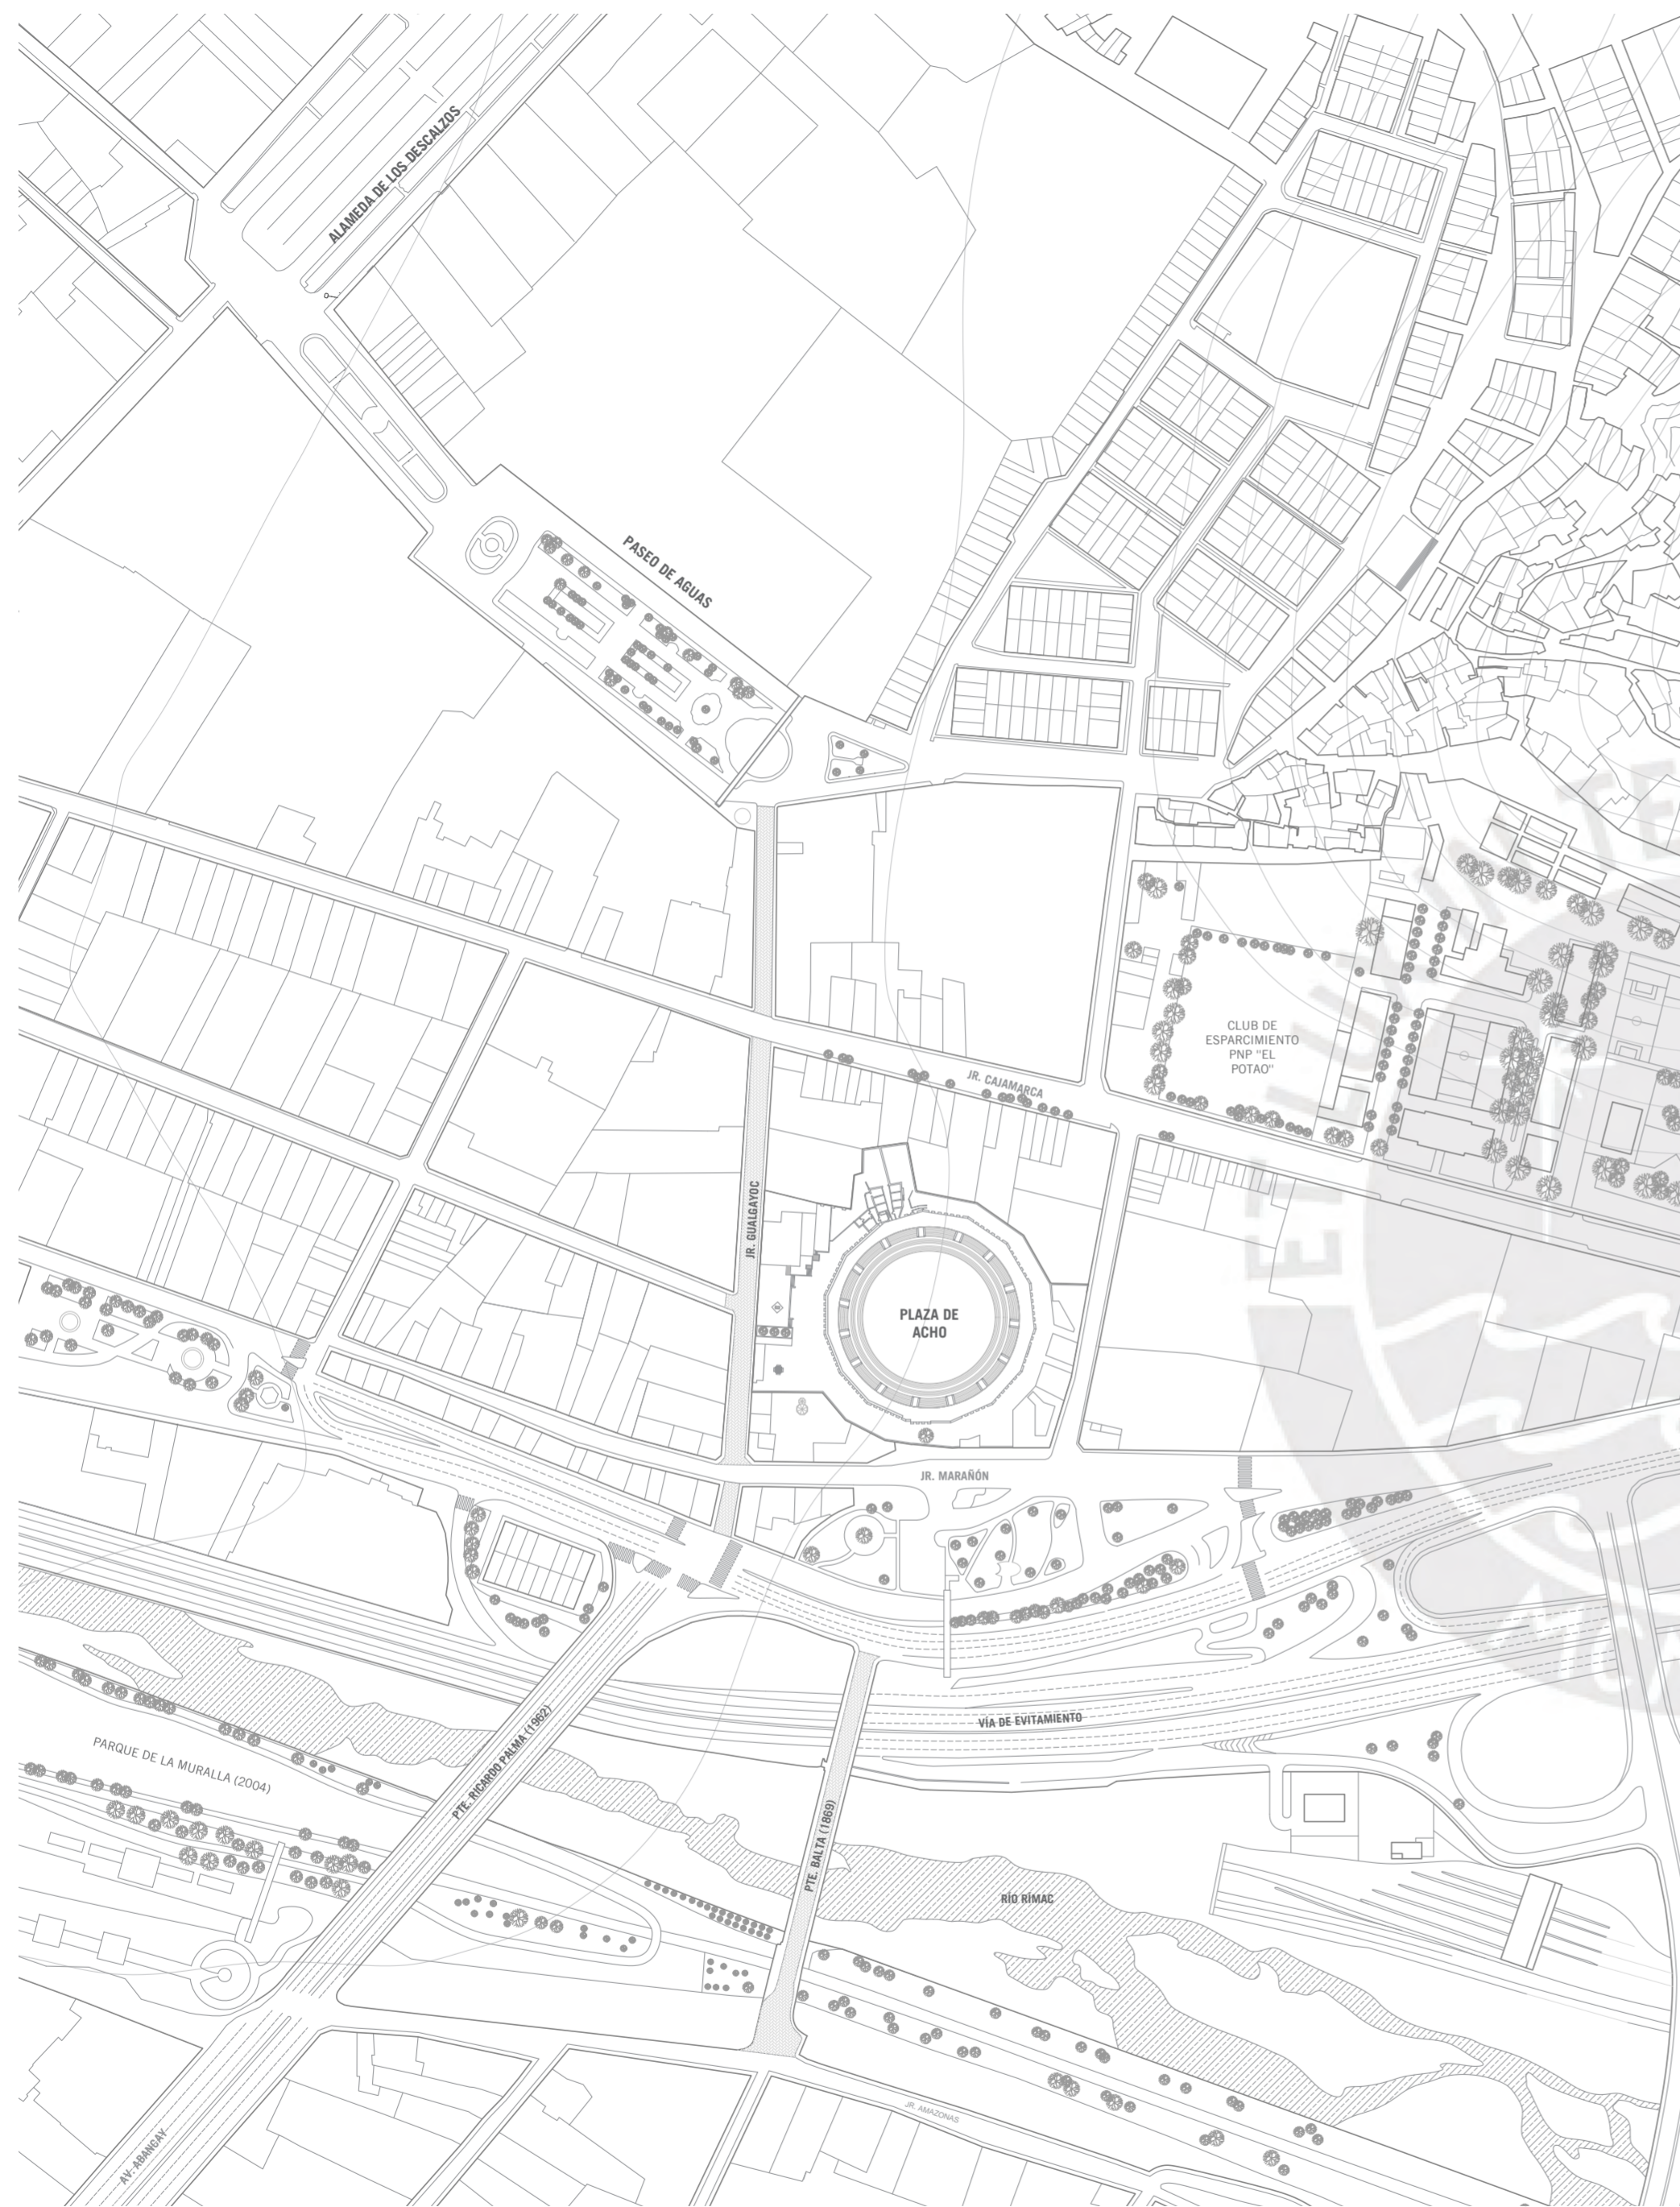 ALAMEDA DE LOS DESCALZOS
PASEO DE AGUAS
CLUB DE
ESPARCIMIENTO
PNP "EL
POTAO"
JR. CAJAMARCA
JR. GUALGAYOC
PLAZA DE
ACHO
JR. MARAÑÓN
VÍA DE EVITAMIENTO
PTE. RICARDO PALMA (1962)
PARQUE DE LA MURALLA (2004)
PTE. BALTA (1869)
RÍO RÍMAC
JR. AMAZONAS
AV. ABANCAY